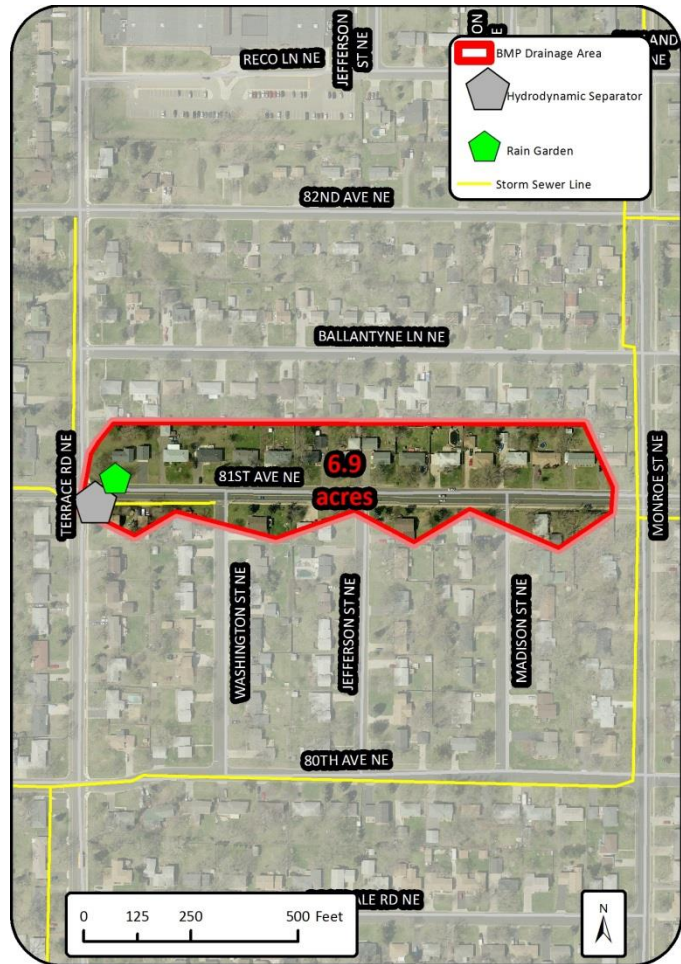 RECO LN NE
JEFFERSON
ST NE
BMP Drainage Area
Hydrodynamic Separator
Rain Garden
Storm Sewer Line
82ND AVE NE
BALLANTYNE LN NE
6.9
acres
81ST AVE NE
TERRACE RD NE
MONROE ST NE
WASHINGTON ST NE
JEFFERSON ST NE
MADISON ST NE
80TH AVE NE
RD NE
0 125 250 500 Feet
N